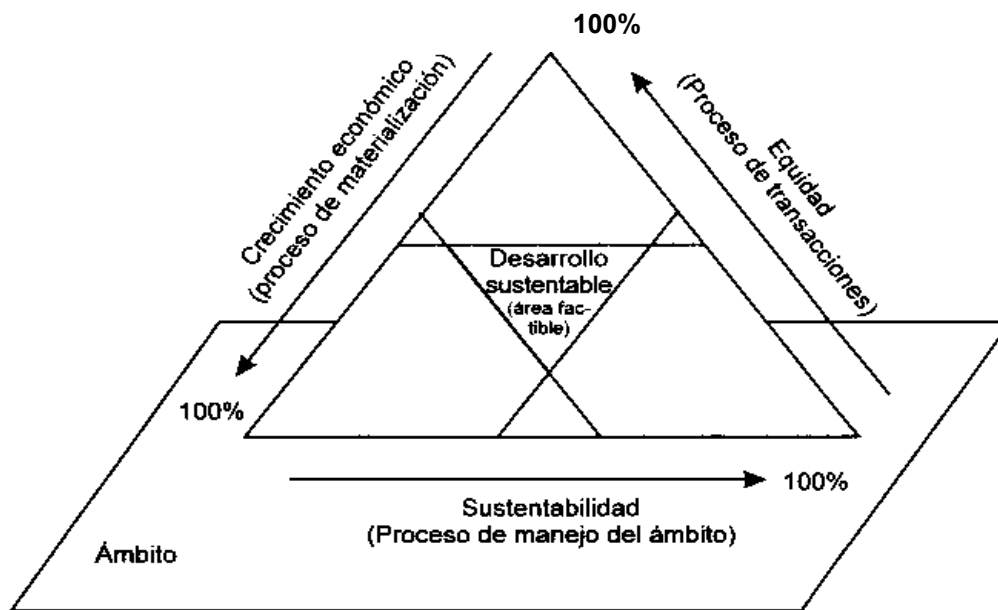 100%
Crecimiento económico
(proceso de materialización)
Equidad
(Proceso de transacciones)
Desarrollo
sustentable
(área fac-
tible)
100%
100%
Sustentabilidad
(Proceso de manejo del ámbito)
Ámbito